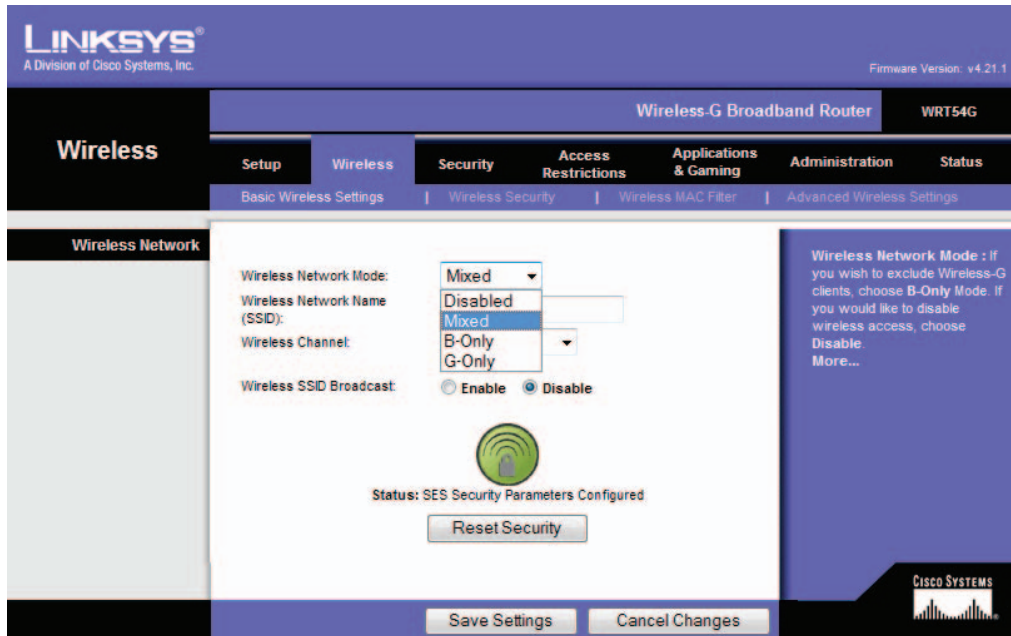 LINKSYS®
A Division of Cisco Systems, Inc.
Firmware Version: v4.21.1
Wireless-G Broadband Router WRT54G
Wireless
Setup Wireless Security Access Restrictions Applications & Gaming Administration Status
Basic Wireless Settings | Wireless Security | Wireless MAC Filter | Advanced Wireless Settings
Wireless Network
Wireless Network Mode: Mixed
Disabled
Mixed
B-Only
G-Only
Wireless Network Name
(SSID):
Wireless Channel:
Wireless SSID Broadcast: Enable Disable
Status: SES Security Parameters Configured
Reset Security
Wireless Network Mode : If
you wish to exclude Wireless-G
clients, choose B-Only Mode. If
you would like to disable
wireless access, choose
Disable.
More...
Save Settings Cancel Changes
CISCO SYSTEMS